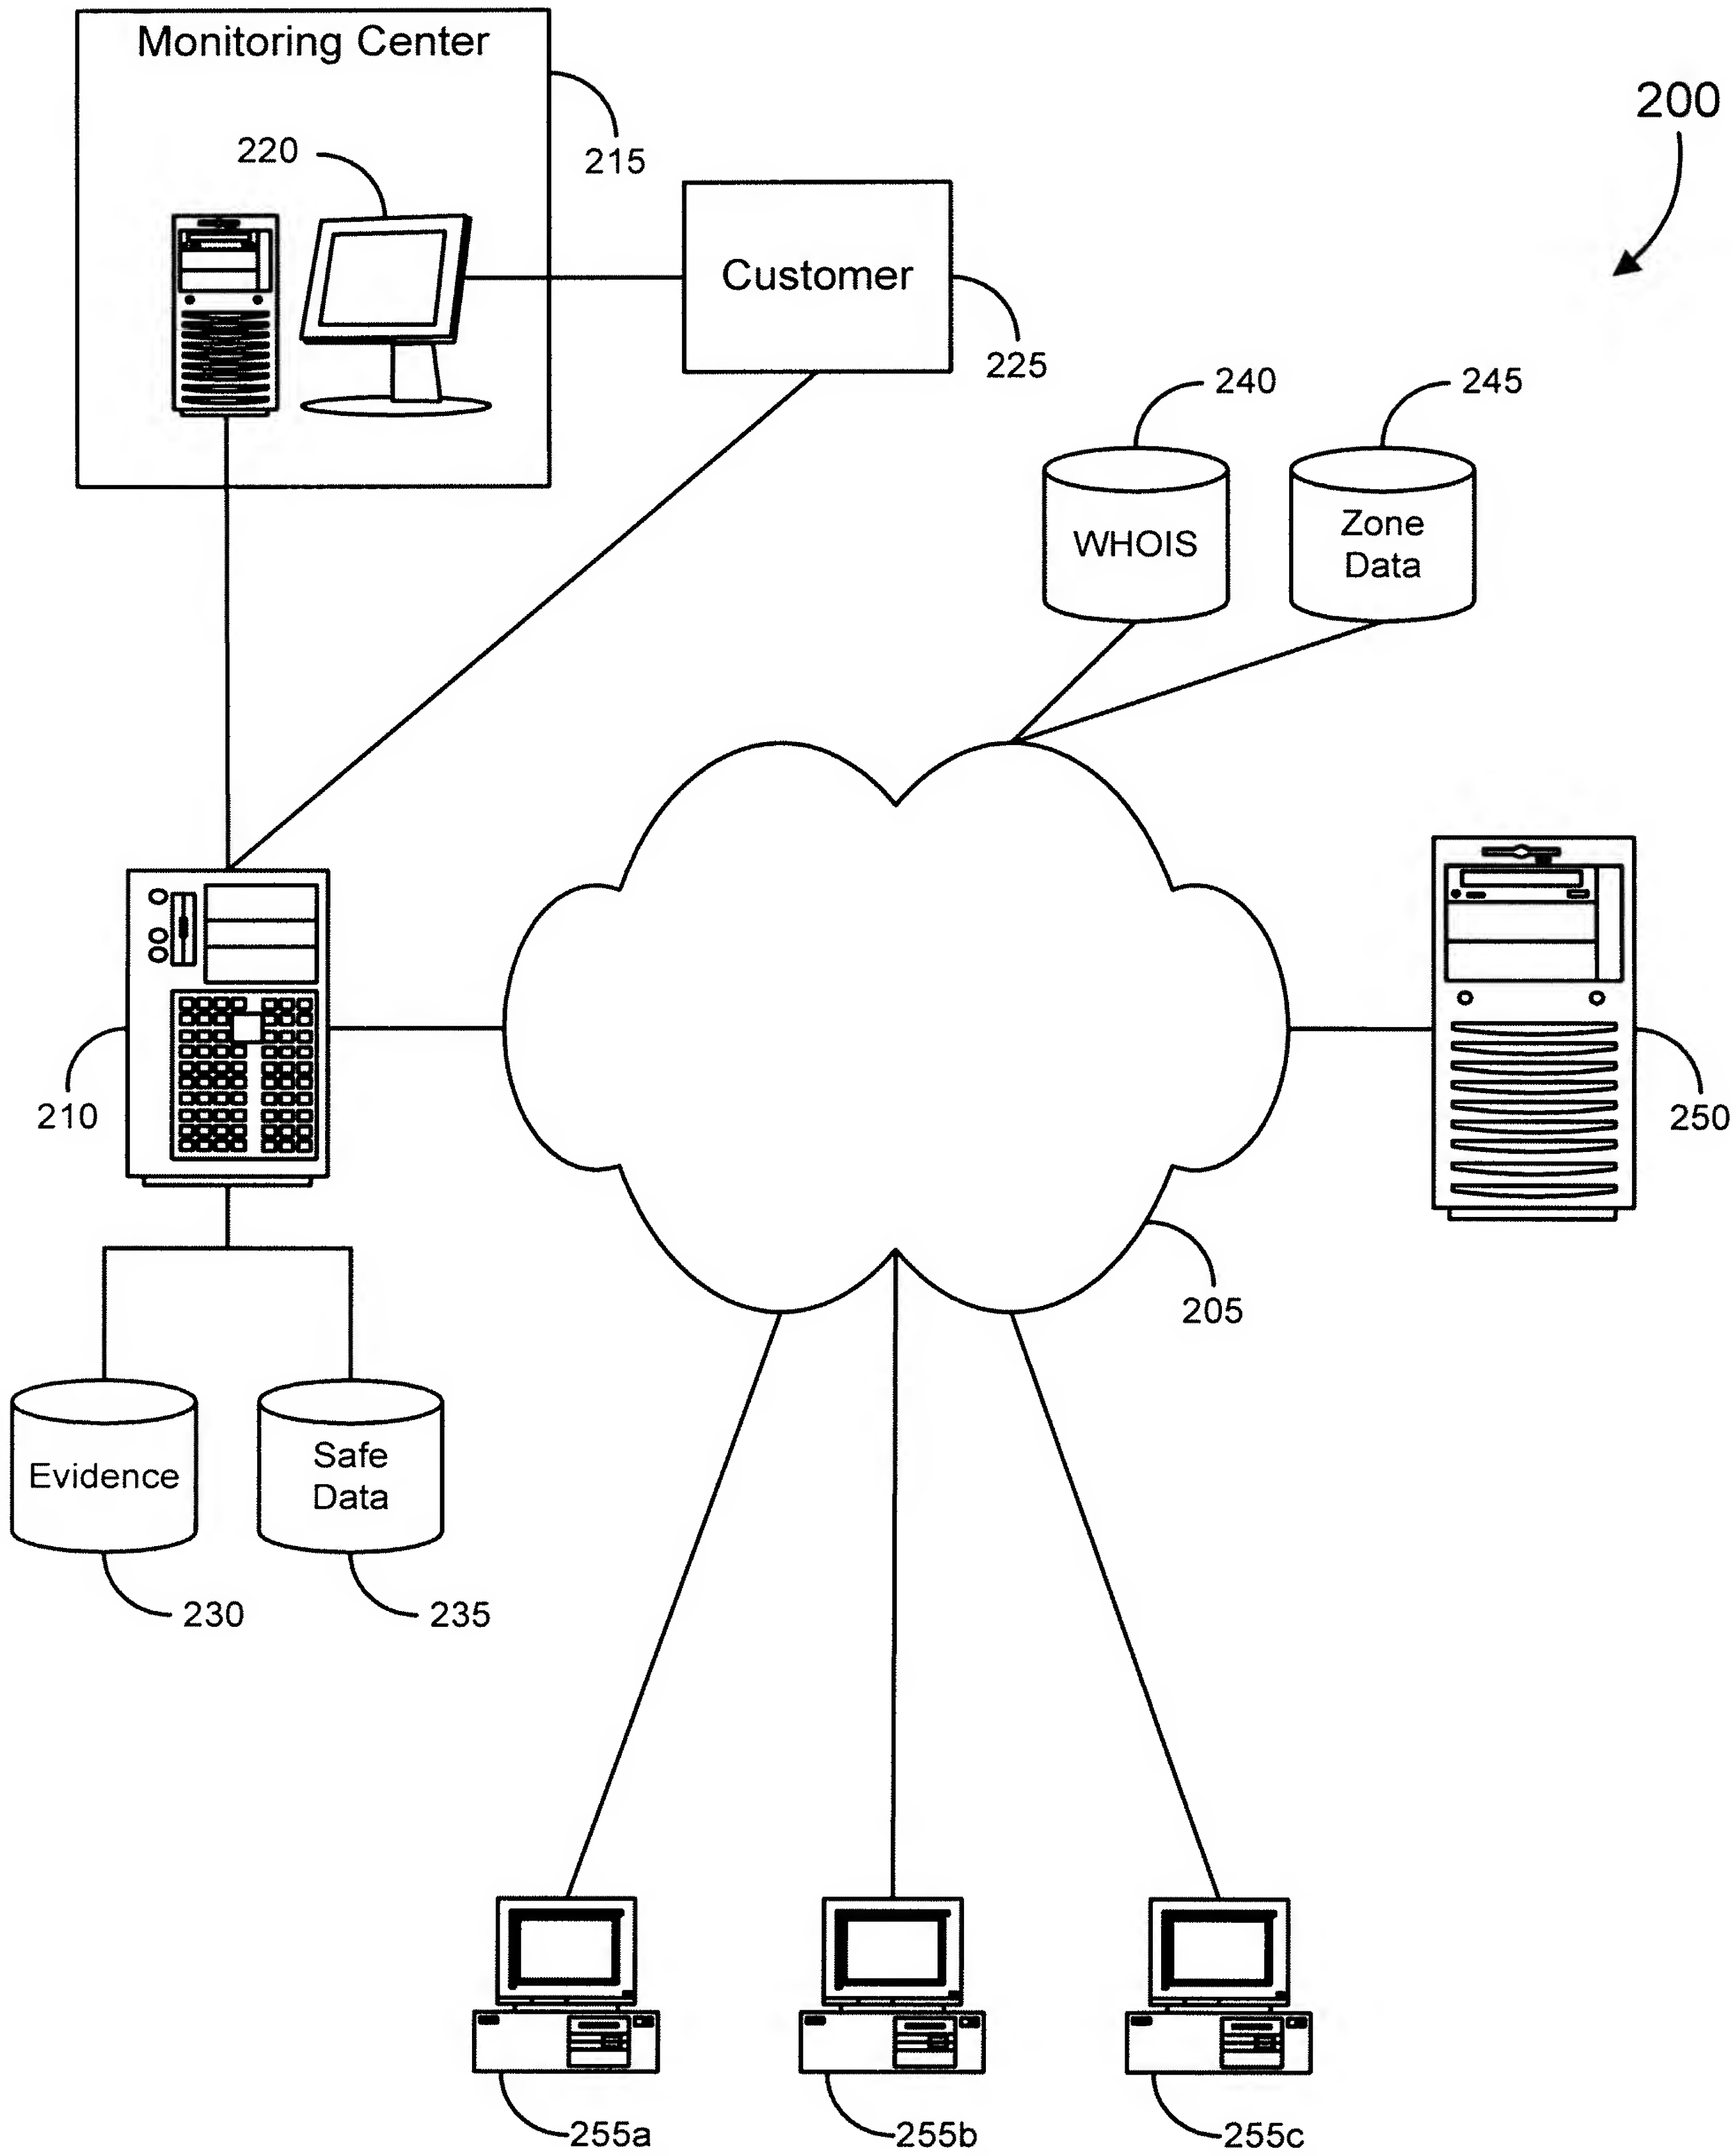 Monitoring Center
200
220
215
Customer
225
240
245
WHOIS
Zone
Data
210
250
205
Evidence
Safe
Data
230
235
255a
255b
255c